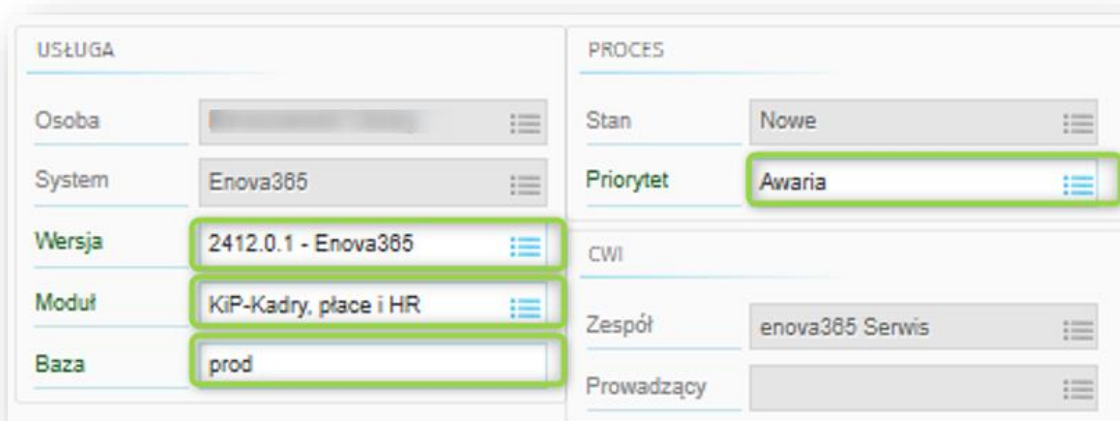 USŁUGA
Osoba
System Enova365
Wersja 2412.0.1 - Enova365
Moduł KiP-Kadry, płace i HR
Baza prod
PROCES
Stan Nowe
Priorytet Awaria
CWI
Zespół enova365 Serwis
Prowadzący